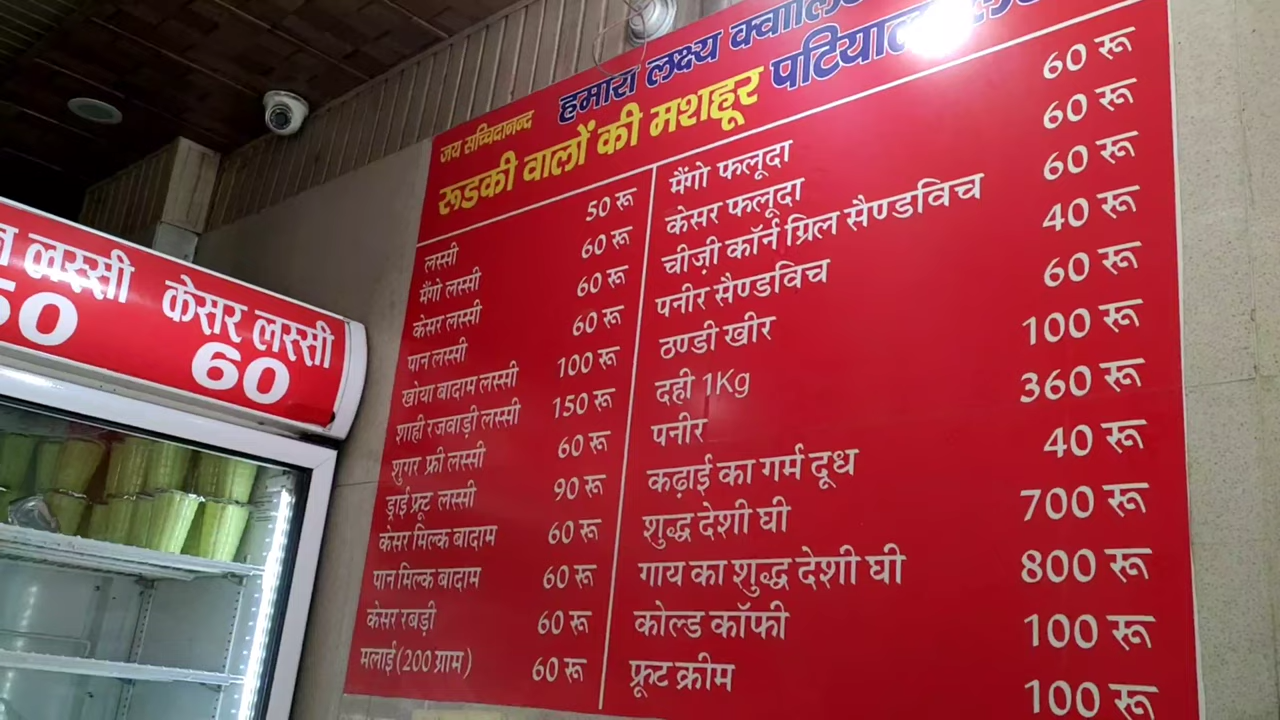 जय सच्चिदानन्द
हमारा लक्ष्य
रूडकी वालों की मशहूर
लस्सी 50 रू
मैंगो लस्सी 60 रू
केसर लस्सी 60 रू
पान लस्सी 60 रू
खोया बादाम लस्सी 100 रू
शाही रजवाड़ी लस्सी 150 रू
शुगर फ्री लस्सी 60 रू
ड्राई फ्रूट लस्सी 90 रू
केसर मिल्क बादाम 60 रू
पान मिल्क बादाम 60 रू
केसर रबड़ी 60 रू
मलाई (200 ग्राम) 60 रू
मैंगो फलूदा 60 रू
केसर फलूदा 60 रू
चीज़ी कॉर्न ग्रिल सैण्डविच 60 रू
पनीर सैण्डविच 40 रू
ठण्डी खीर 60 रू
दही 1Kg 100 रू
पनीर 360 रू
कढ़ाई का गर्म दूध 40 रू
शुद्ध देशी घी 700 रू
गाय का शुद्ध देशी घी 800 रू
कोल्ड कॉफी 100 रू
फ्रूट क्रीम 100 रू
लस्सी
केसर लस्सी
60